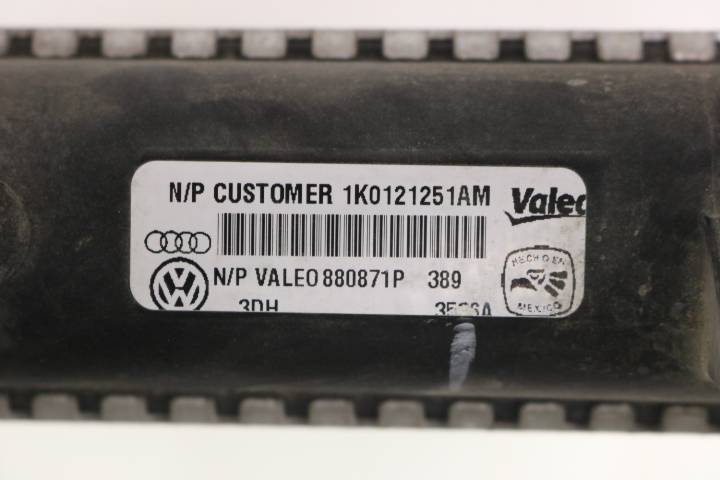 N/P CUSTOMER 1K0121251AM Valeo
N/P VALEO 880871P 389
3DH
HECHO EN
MEXICO